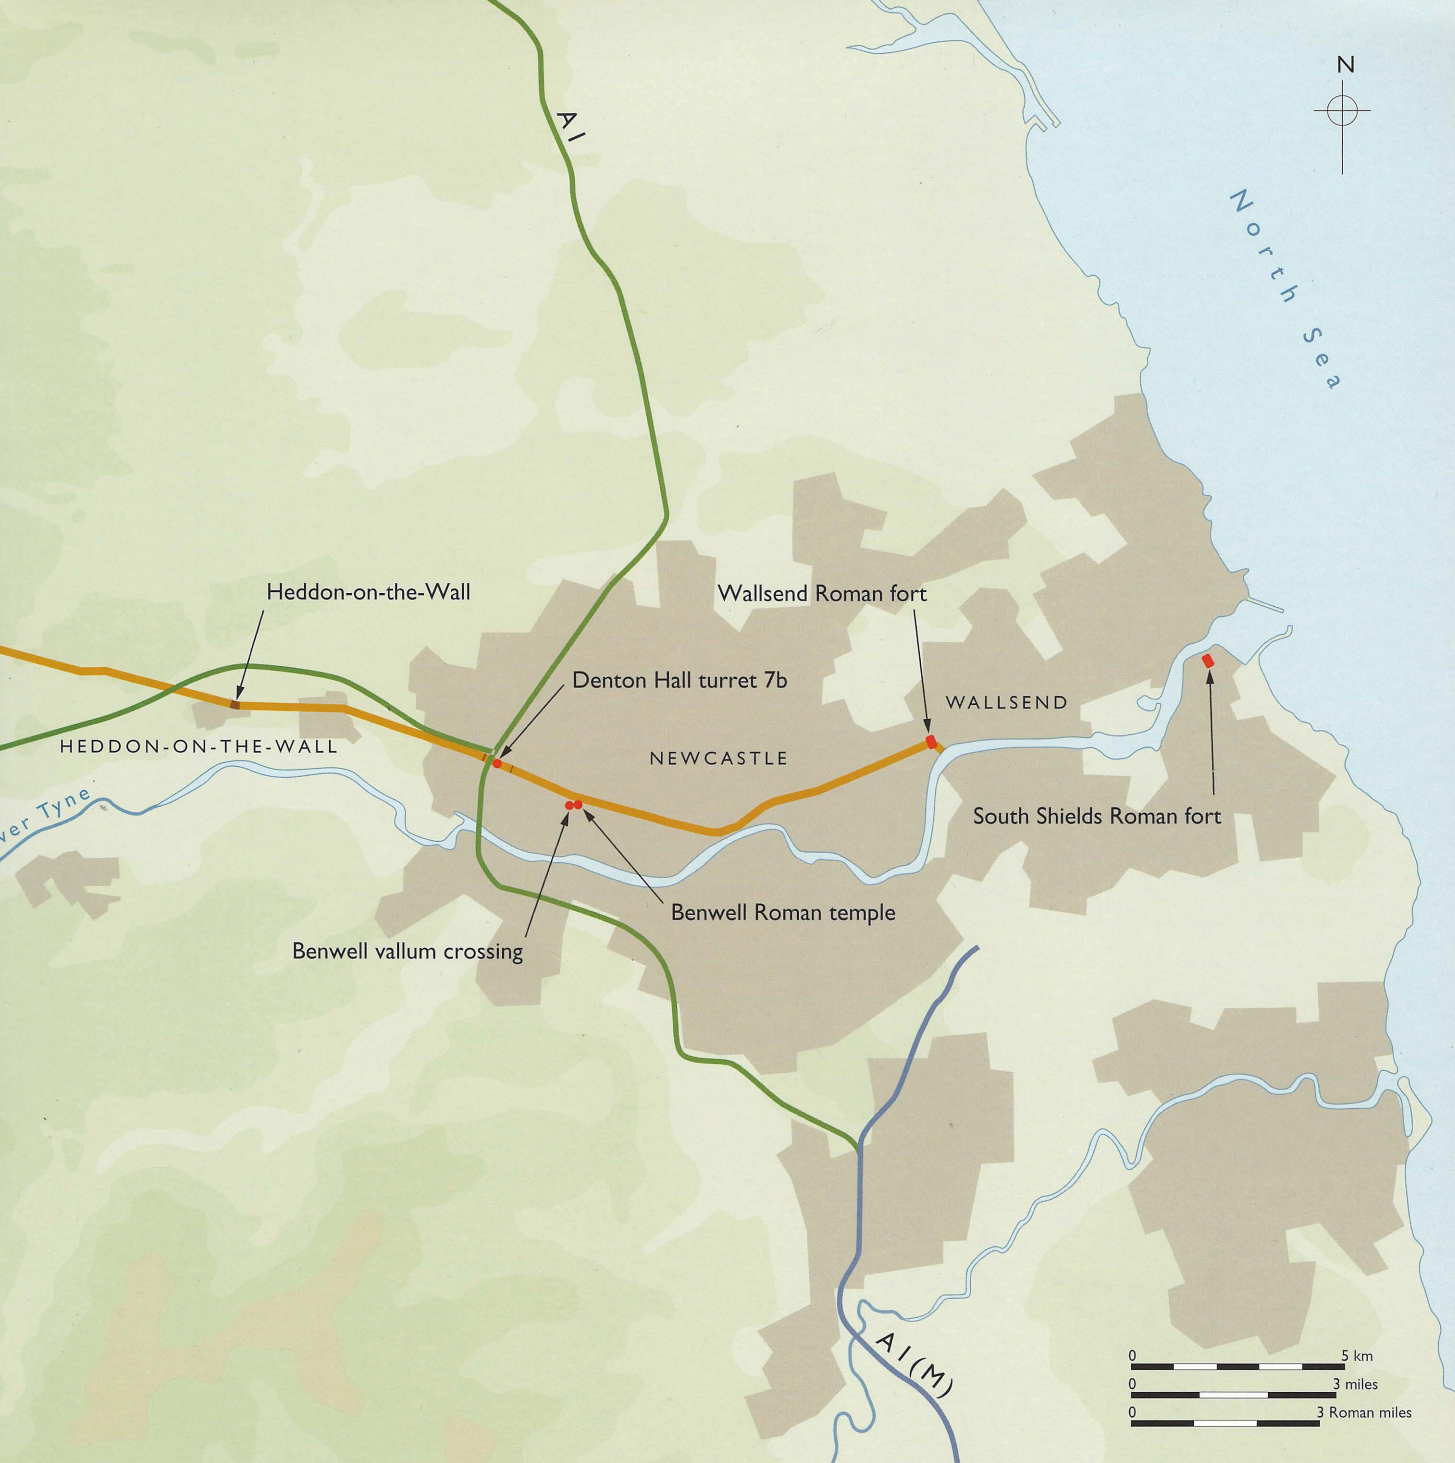 N
A1
North Sea
Heddon-on-the-Wall
Wallsend Roman fort
Denton Hall turret 7b
WALLSEND
HEDDON-ON-THE-WALL
NEWCASTLE
ver Tyne
South Shields Roman fort
Benwell Roman temple
Benwell vallum crossing
A1(M)
0 5 km
0 3 miles
0 3 Roman miles